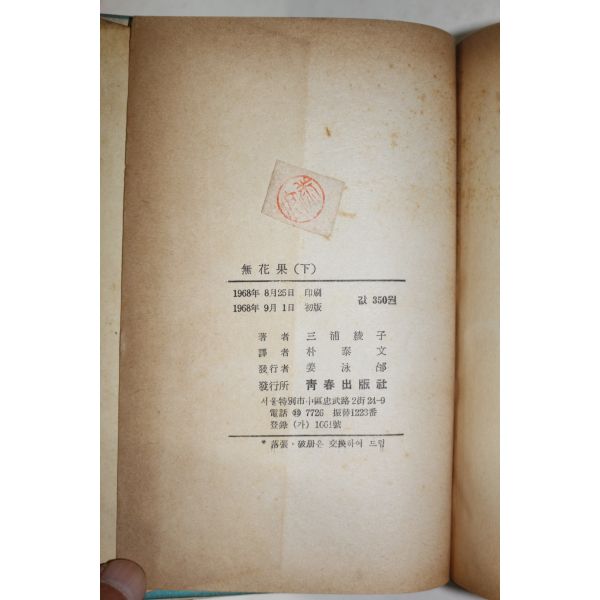 無花果(下)
1968年 8月25日 印刷
1968年 9月 1日 初版
값 350원
著者 三浦綾子
譯者 朴泰文
發行者 姜泳
發行所 靑春出版社
서울特別市中區忠武路2街24-9
電話 7726 振替1223番
登錄 (가) 1661號
* 落張·破册은 交換하여 드림